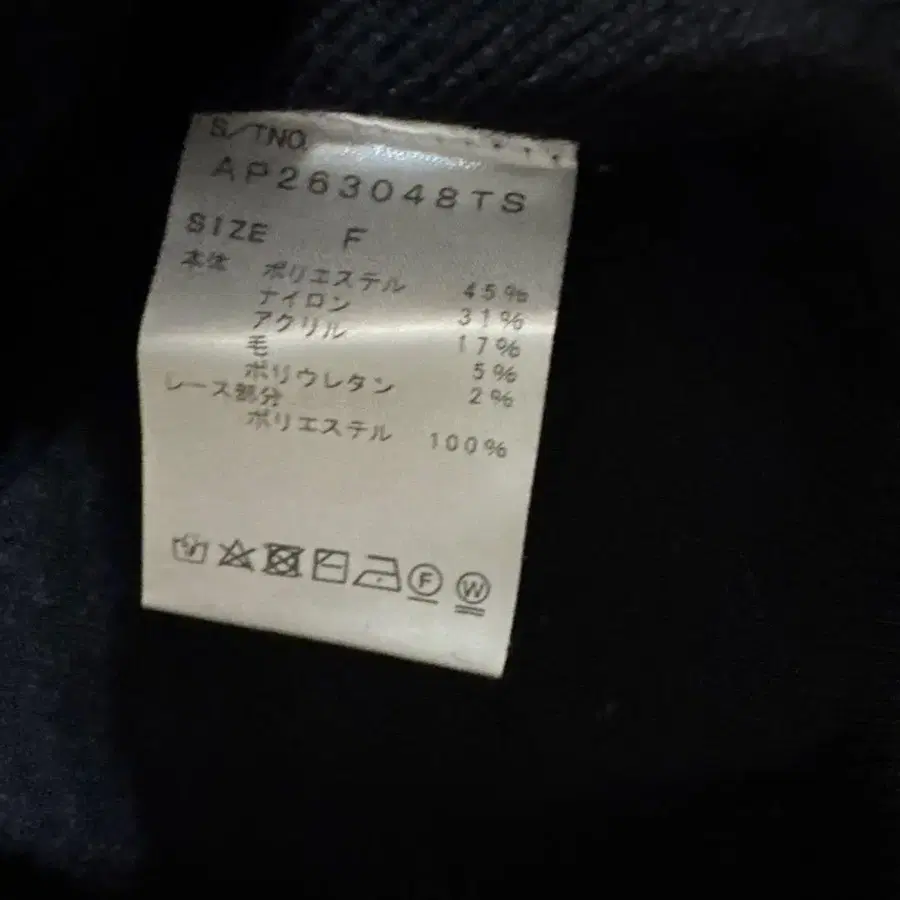 S/TNO.
AP263048TS
SIZE F
本体 ポリエステル 45%
ナイロン 31%
アクリル 17%
毛 5%
ポリウレタン 2%
レース部分
ポリエステル 100%
F W